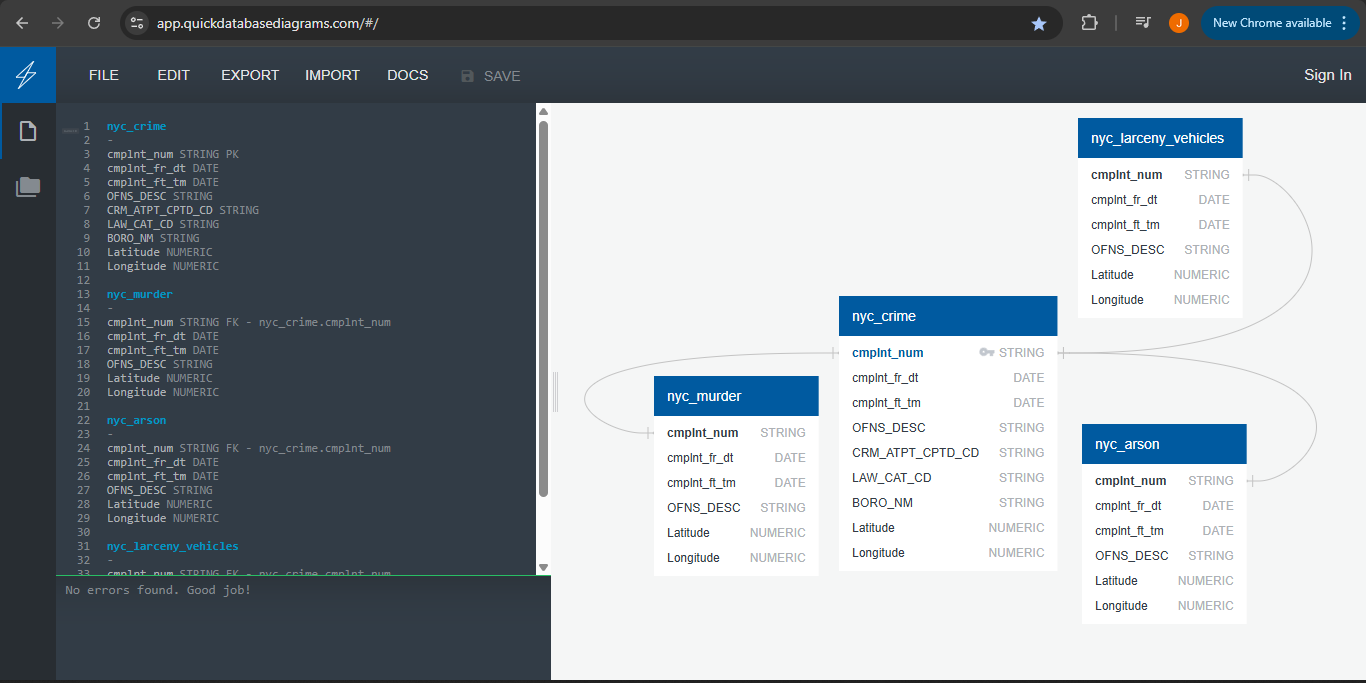 app.quickdatabasediagrams.com/#/
J
New Chrome available
FILE EDIT EXPORT IMPORT DOCS SAVE
Sign In
1 nyc_crime
2 -
3 cmplnt_num STRING PK
4 cmplnt_fr_dt DATE
5 cmplnt_ft_tm DATE
6 OFNS_DESC STRING
7 CRM_ATPT_CPTD_CD STRING
8 LAW_CAT_CD STRING
9 BORO_NM STRING
10 Latitude NUMERIC
11 Longitude NUMERIC
12
13 nyc_murder
14 -
15 cmplnt_num STRING FK - nyc_crime.cmplnt_num
16 cmplnt_fr_dt DATE
17 cmplnt_ft_tm DATE
18 OFNS_DESC STRING
19 Latitude NUMERIC
20 Longitude NUMERIC
21
22 nyc_arson
23 -
24 cmplnt_num STRING FK - nyc_crime.cmplnt_num
25 cmplnt_fr_dt DATE
26 cmplnt_ft_tm DATE
27 OFNS_DESC STRING
28 Latitude NUMERIC
29 Longitude NUMERIC
30
31 nyc_larceny_vehicles
32 -
33 cmplnt_num STRING FK - nyc_crime.cmplnt_num
No errors found. Good job!
nyc_murder
cmplnt_num STRING
cmplnt_fr_dt DATE
cmplnt_ft_tm DATE
OFNS_DESC STRING
Latitude NUMERIC
Longitude NUMERIC
nyc_crime
cmplnt_num STRING
cmplnt_fr_dt DATE
cmplnt_ft_tm DATE
OFNS_DESC STRING
CRM_ATPT_CPTD_CD STRING
LAW_CAT_CD STRING
BORO_NM STRING
Latitude NUMERIC
Longitude NUMERIC
nyc_larceny_vehicles
cmplnt_num STRING
cmplnt_fr_dt DATE
cmplnt_ft_tm DATE
OFNS_DESC STRING
Latitude NUMERIC
Longitude NUMERIC
nyc_arson
cmplnt_num STRING
cmplnt_fr_dt DATE
cmplnt_ft_tm DATE
OFNS_DESC STRING
Latitude NUMERIC
Longitude NUMERIC